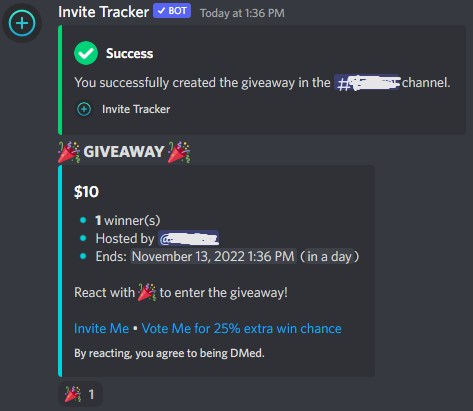 Invite Tracker ✓ BOT Today at 1:36 PM
Success
You successfully created the giveaway in the # channel.
Invite Tracker
🎉 GIVEAWAY 🎉
$10
• 1 winner(s)
• Hosted by @
• Ends: November 13, 2022 1:36 PM (in a day)
React with 🎉 to enter the giveaway!
Invite Me • Vote Me for 25% extra win chance
By reacting, you agree to being DMed.
🎉 1